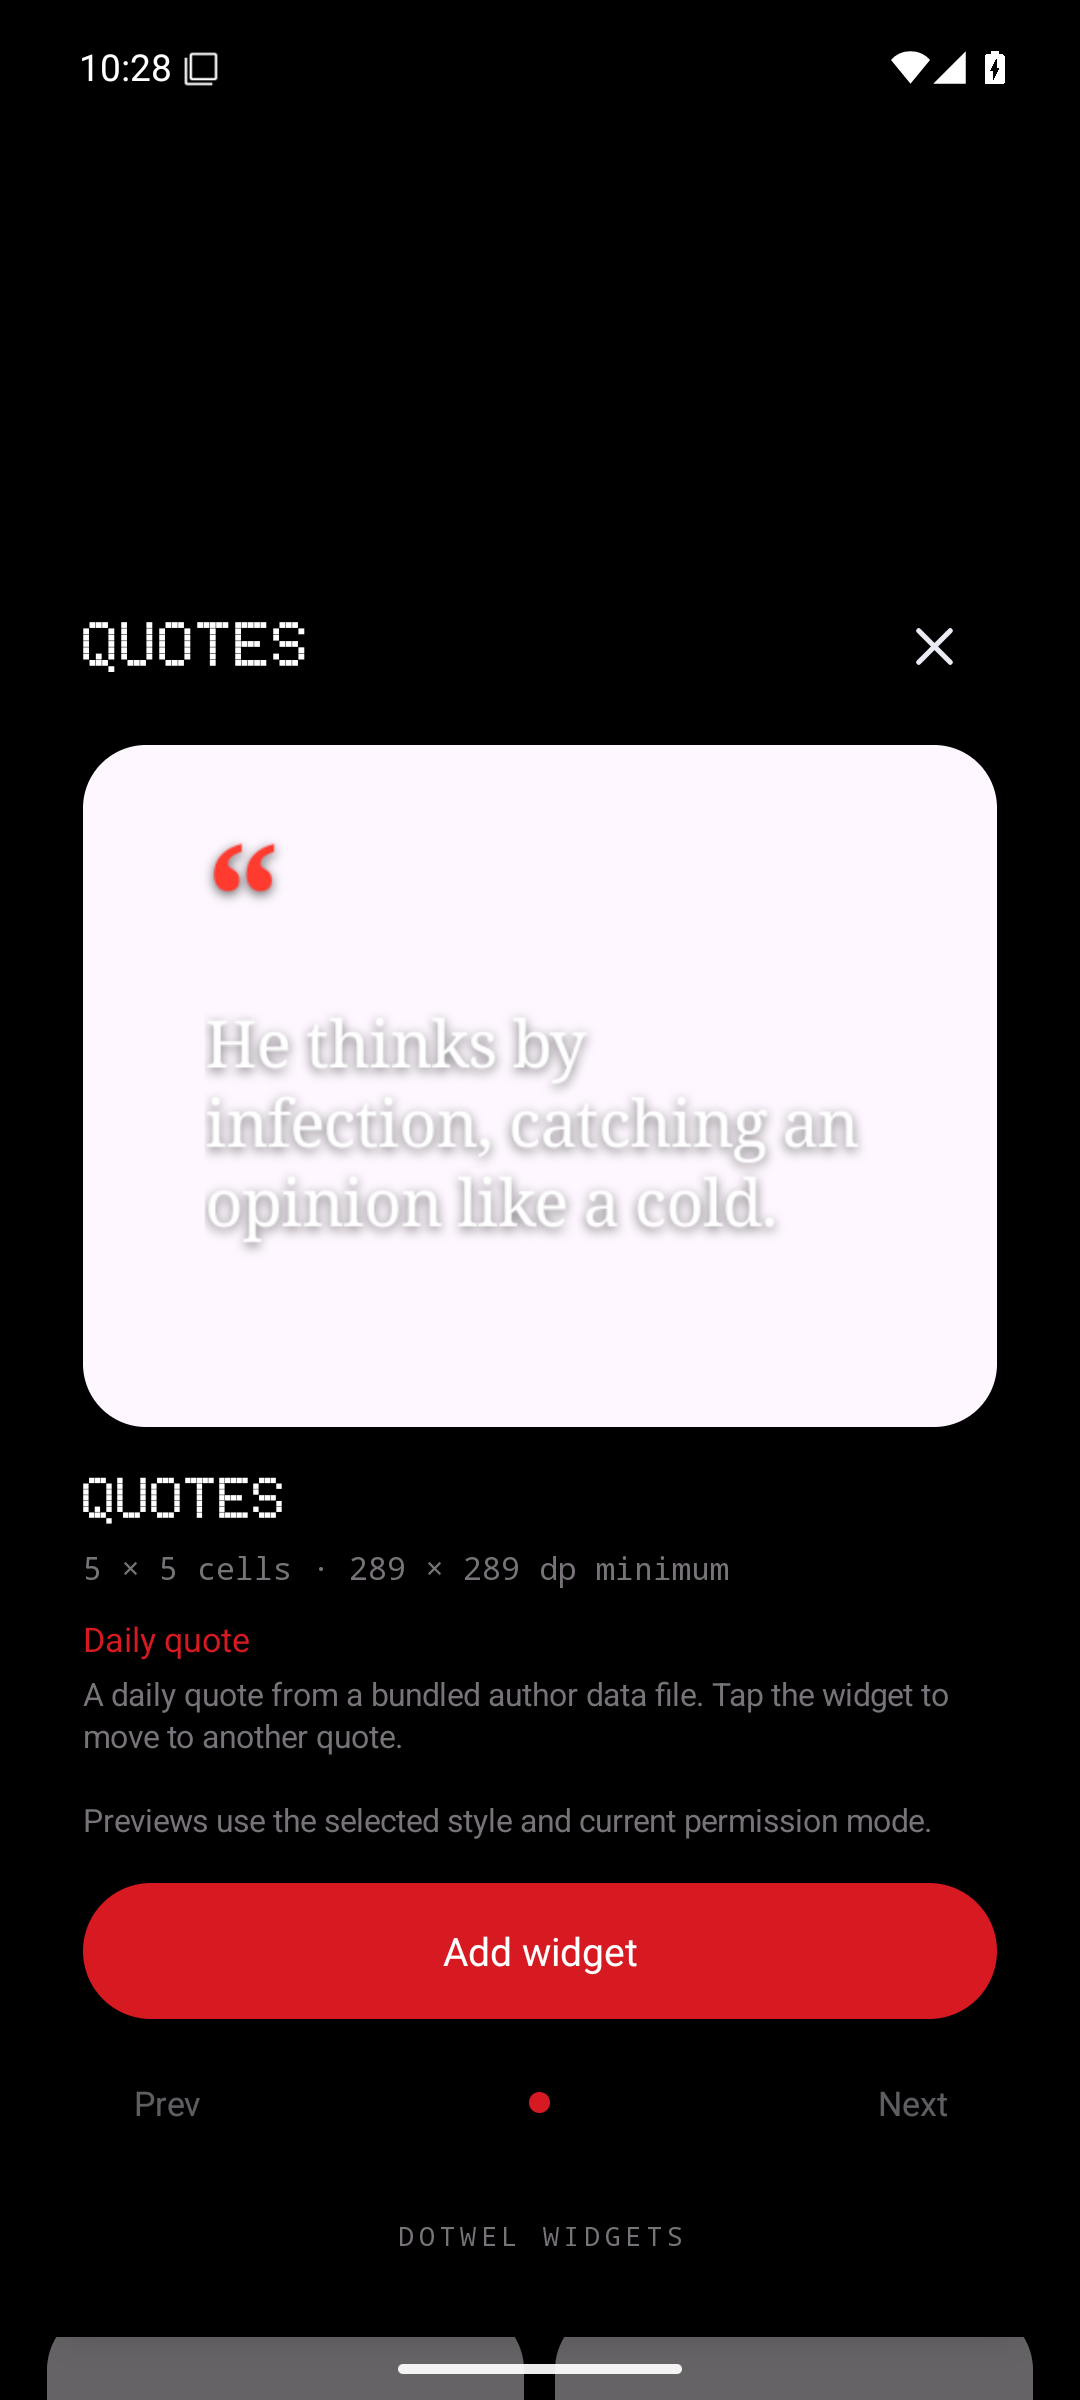 10:28
QUOTES
“
He thinks by
infection, catching an
opinion like a cold.
QUOTES
5 × 5 cells · 289 × 289 dp minimum
Daily quote
A daily quote from a bundled author data file. Tap the widget to
move to another quote.
Previews use the selected style and current permission mode.
Add widget
Prev
Next
DOTWEL WIDGETS